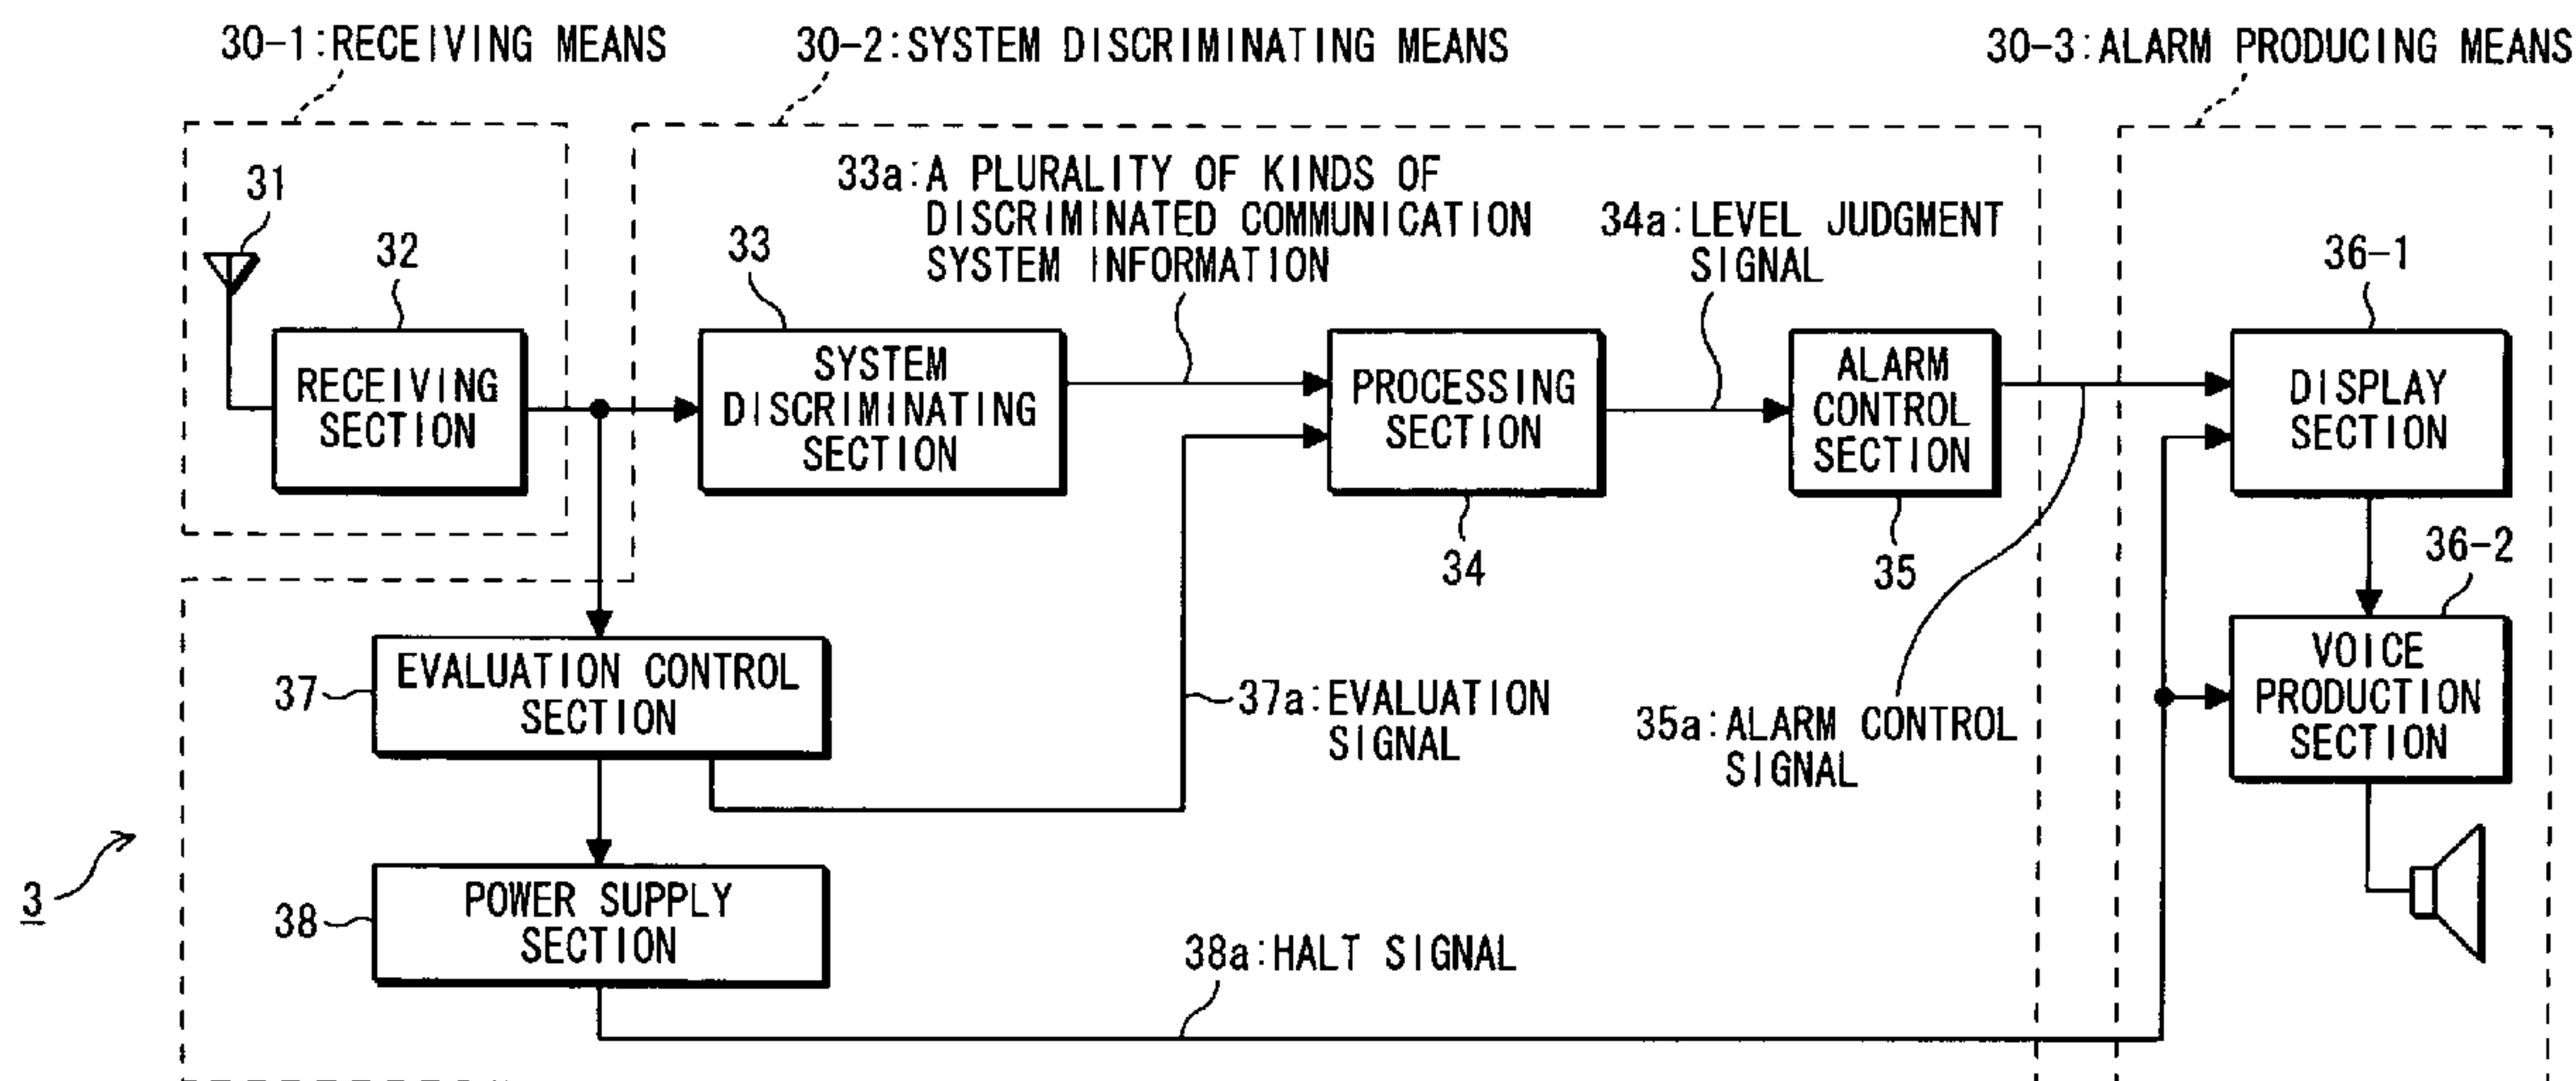 30-1:RECEIVING MEANS
30-2:SYSTEM DISCRIMINATING MEANS
30-3:ALARM PRODUCING MEANS
33a:A PLURALITY OF KINDS OF
DISCRIMINATED COMMUNICATION
SYSTEM INFORMATION
34a:LEVEL JUDGMENT
SIGNAL
31
32
33
36-1
RECEIVING
SECTION
SYSTEM
DISCRIMINATING
SECTION
PROCESSING
SECTION
ALARM
CONTROL
SECTION
DISPLAY
SECTION
34
35
36-2
37
EVALUATION CONTROL
SECTION
37a:EVALUATION
SIGNAL
35a:ALARM CONTROL
SIGNAL
VOICE
PRODUCTION
SECTION
3
38
POWER SUPPLY
SECTION
38a:HALT SIGNAL